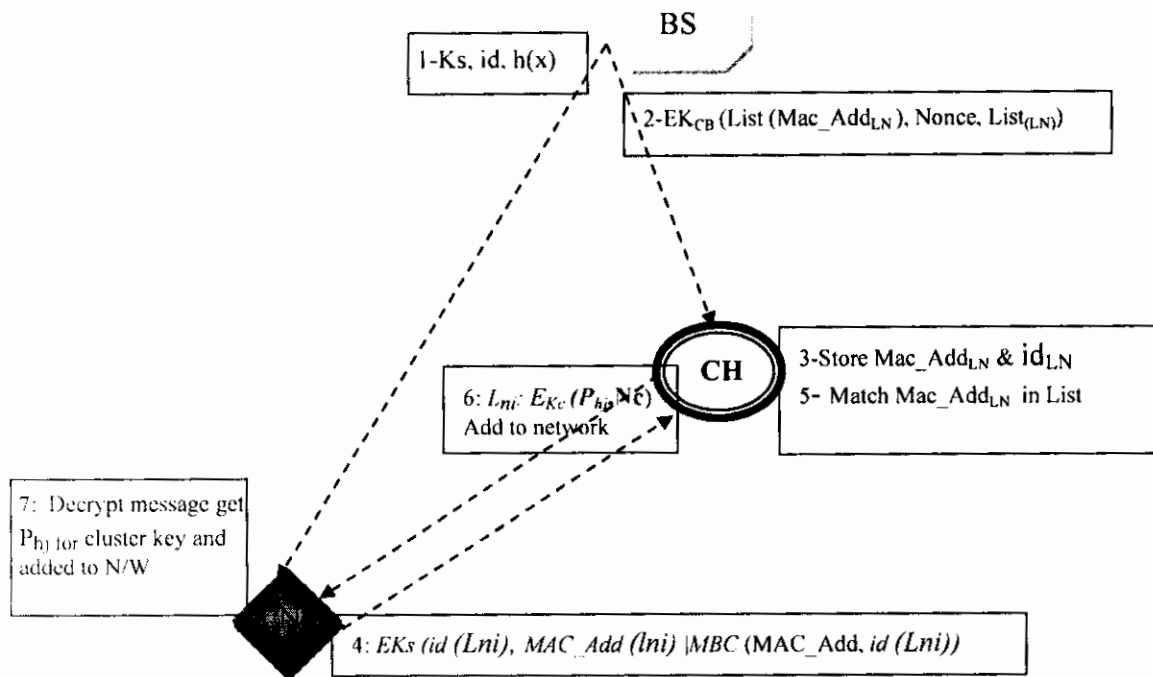 BS
1-Ks, id, h(x)
2-EK_CB (List (Mac_Add_LN), Nonce, List_(LN))
CH
3-Store Mac_Add_LN & id_LN
5- Match Mac_Add_LN in List
6: L_ni: E_Kc (P_hj, Nc)
Add to network
7: Decrypt message get
P_hj for cluster key and
added to N/W
4: EKs (id (Lni), MAC_Add (lni) |MBC (MAC_Add, id (Lni))